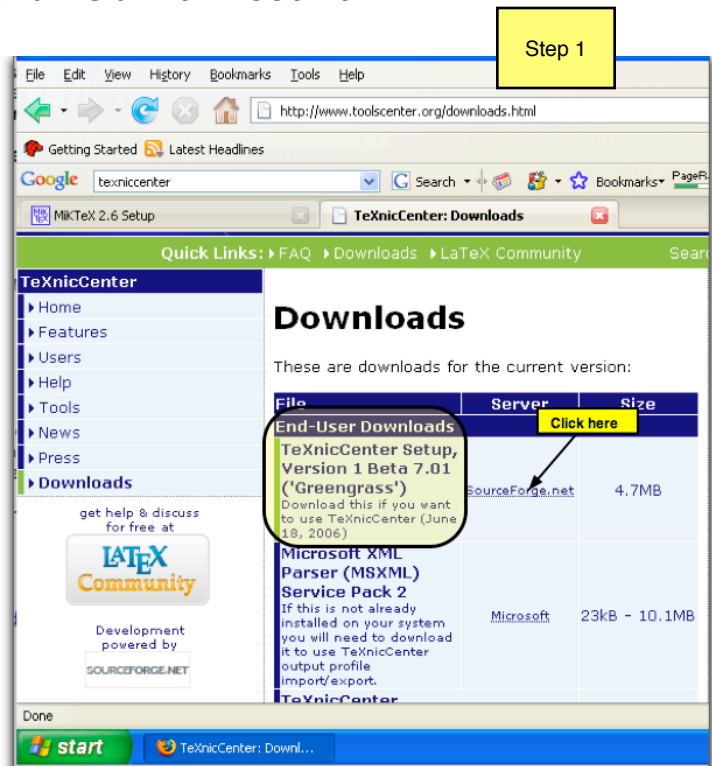 Step 1
File Edit View History Bookmarks Tools Help
http://www.toolscenter.org/downloads.html
Getting Started Latest Headlines
Google texniccenter Search Bookmarks
MiKTeX 2.6 Setup TeXnicCenter: Downloads
Quick Links: FAQ Downloads LaTeX Community
TeXnicCenter
Home
Features
Users
Help
Tools
News
Press
Downloads
get help & discuss
for free at
LATEX
Community
Development
powered by
SOURCEFORGE.NET
Downloads
These are downloads for the current version:
File Server Size
End-User Downloads
Click here
TeXnicCenter Setup,
Version 1 Beta 7.01
('Greengrass')
Download this if you want
to use TeXnicCenter (June
18, 2006)
SourceForge.net 4.7MB
Microsoft XML
Parser (MSXML)
Service Pack 2
If this is not already
installed on your system
you will need to download
it to use TeXnicCenter
output profile
import/export.
Microsoft 23kB - 10.1MB
TeXnicCenter
Done
start TeXnicCenter: Downl...